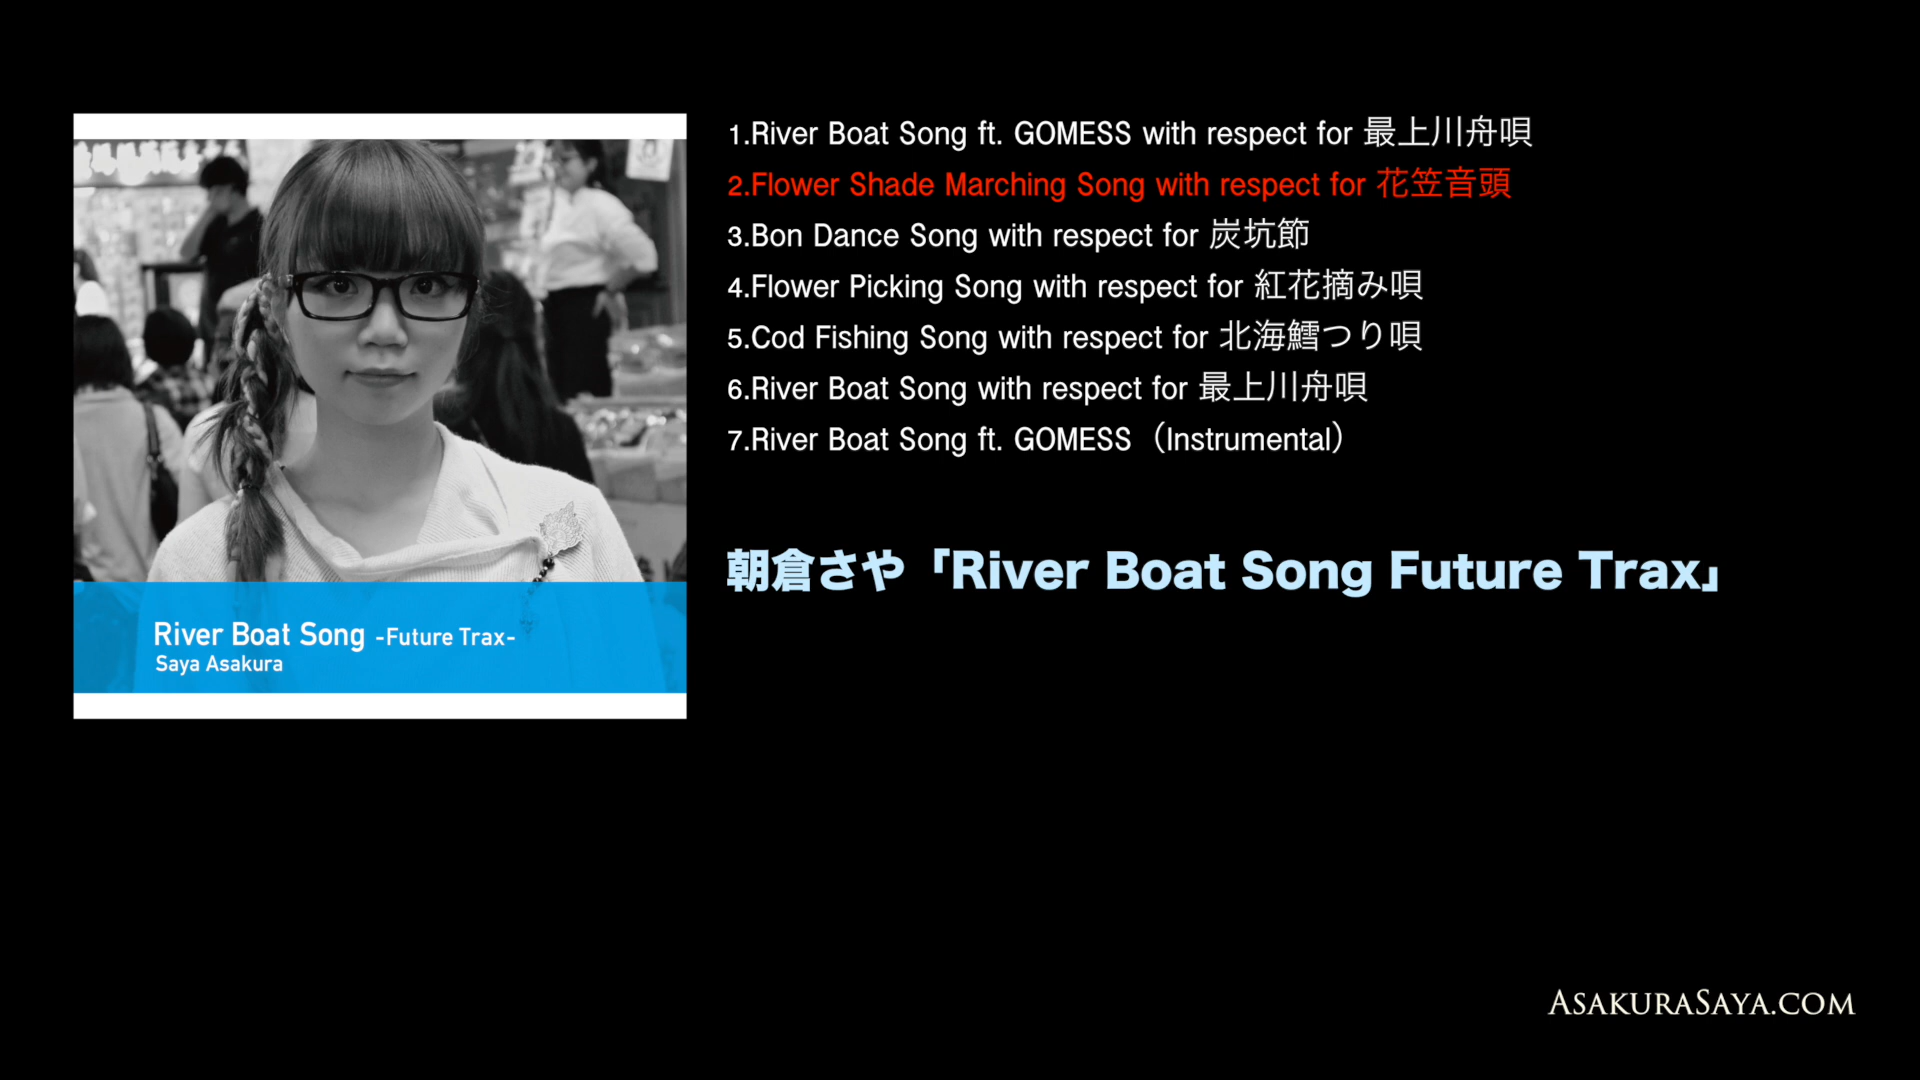 1.River Boat Song ft. GOMESS with respect for 最上川舟唄
2.Flower Shade Marching Song with respect for 花笠音頭
3.Bon Dance Song with respect for 炭坑節
4.Flower Picking Song with respect for 紅花摘み唄
5.Cod Fishing Song with respect for 北海鱈つり唄
6.River Boat Song with respect for 最上川舟唄
7.River Boat Song ft. GOMESS（Instrumental）
朝倉さや「River Boat Song Future Trax」
River Boat Song -Future Trax-
Saya Asakura
AsakuraSaya.com